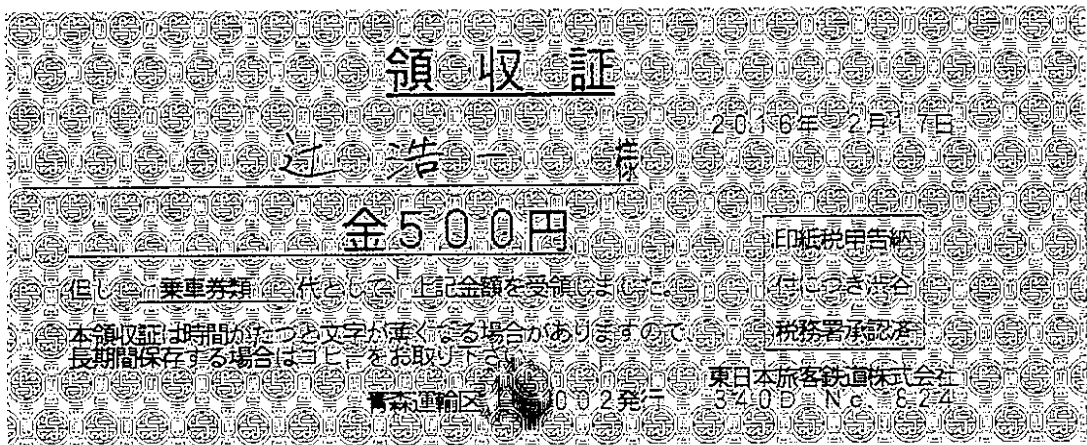 領収証
2016年 2月17日
辻 浩一 様
金500円
印紙税申告納
付につき渋谷
税務署承認済
但し 乗車券類 代として 上記金額を受領しました。
本領収証は時間がたつと文字が薄くなる場合がありますので、
長期間保存する場合はコピーをお取り下さい
東日本旅客鉄道株式会社
青森運輸区 002発行
340D No 824